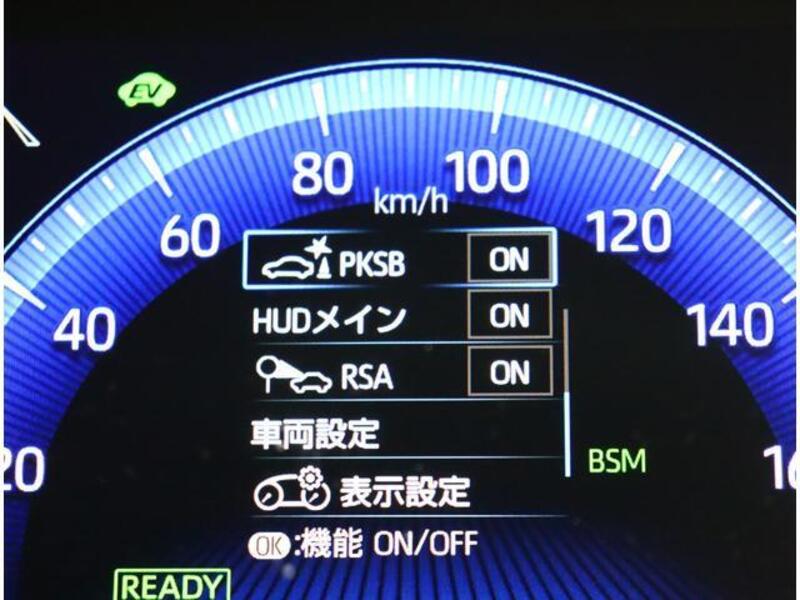 EV
80
100
km/h
60
120
PKSB ON
40
HUDメイン ON
140
RSA ON
車両設定
20
BSM
16
表示設定
OK:機能 ON/OFF
READY